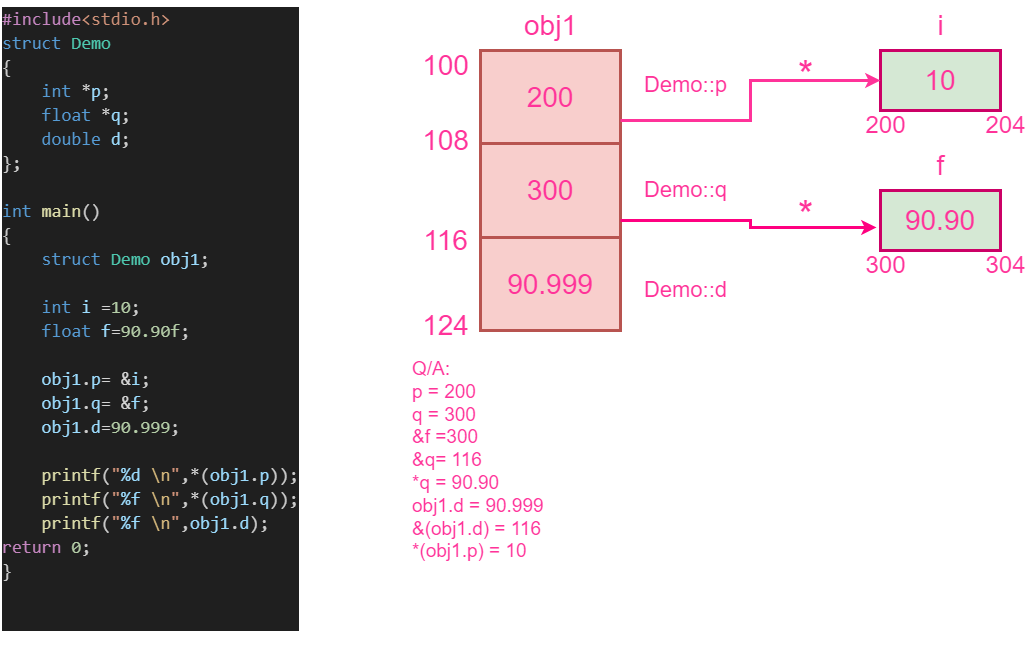 #include<stdio.h>
struct Demo
{
    int *p;
    float *q;
    double d;
};

int main()
{
    struct Demo obj1;

    int i =10;
    float f=90.90f;

    obj1.p= &i;
    obj1.q= &f;
    obj1.d=90.999;

    printf("%d \n",*(obj1.p));
    printf("%f \n",*(obj1.q));
    printf("%f \n",obj1.d);
return 0;
}
obj1
100
200
Demo::p
108
300
Demo::q
116
90.999
Demo::d
124
*
i
10
200 204
*
f
90.90
300 304
Q/A:
p = 200
q = 300
&f =300
&q= 116
*q = 90.90
obj1.d = 90.999
&(obj1.d) = 116
*(obj1.p) = 10